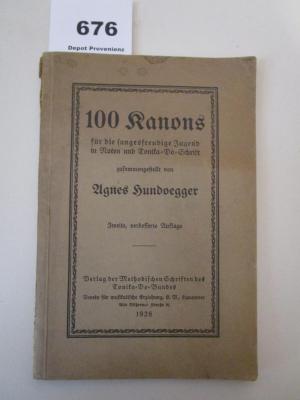 676
Depot Provenienz
100 Kanons
für die sangesfreudige Jugend
in Noten und Tonika-Do-Schrift
zusammengestellt von
Agnes Hundoegger
Zweite, verbesserte Auflage
Verlag der Methodischen Schriften des
Tonika-Do-Bundes
Verein für musikalische Erziehung, E. V., Hannover
1926